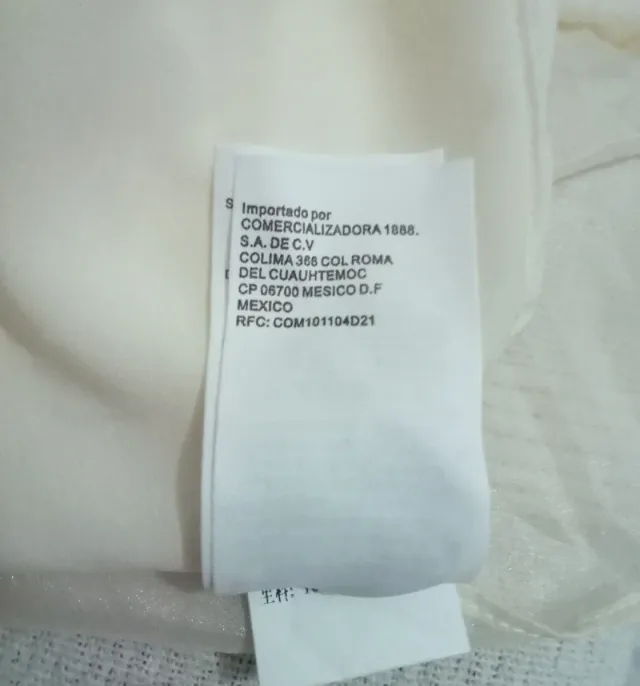 Importado por
COMERCIALIZADORA 1888.
S.A. DE C.V
COLIMA 366 COL ROMA
DEL CUAUHTEMOC
CP 06700 MESICO D.F
MEXICO
RFC: COM101104D21